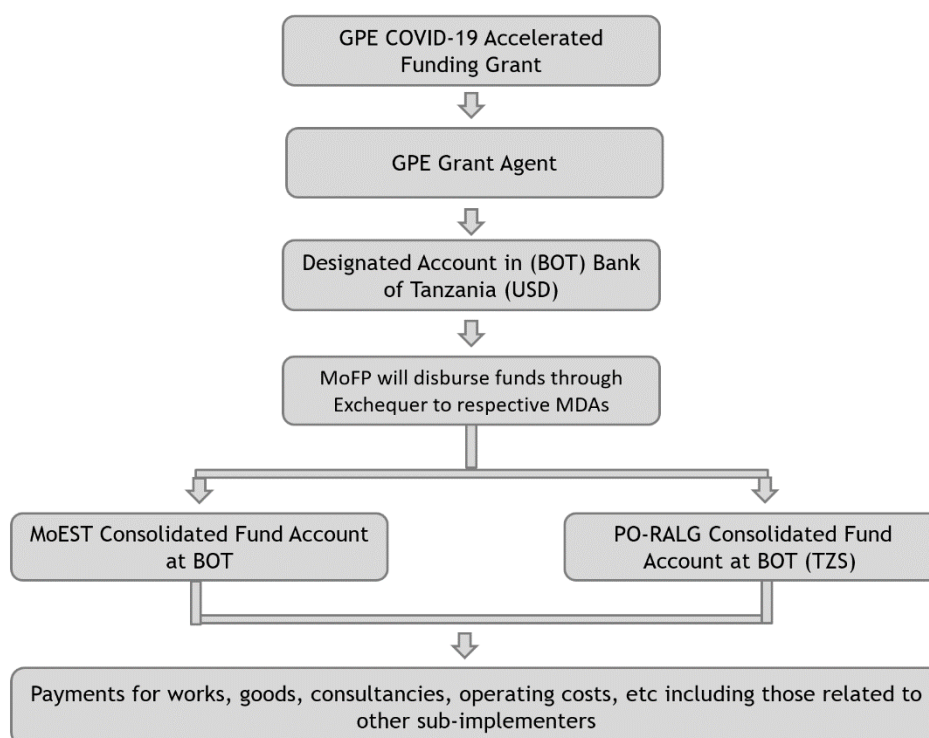 GPE COVID-19 Accelerated
Funding Grant
GPE Grant Agent
Designated Account in (BOT) Bank
of Tanzania (USD)
MoFP will disburse funds through
Exchequer to respective MDAs
MoEST Consolidated Fund Account
at BOT
PO-RALG Consolidated Fund
Account at BOT (TZS)
Payments for works, goods, consultancies, operating costs, etc including those related to
other sub-implementers